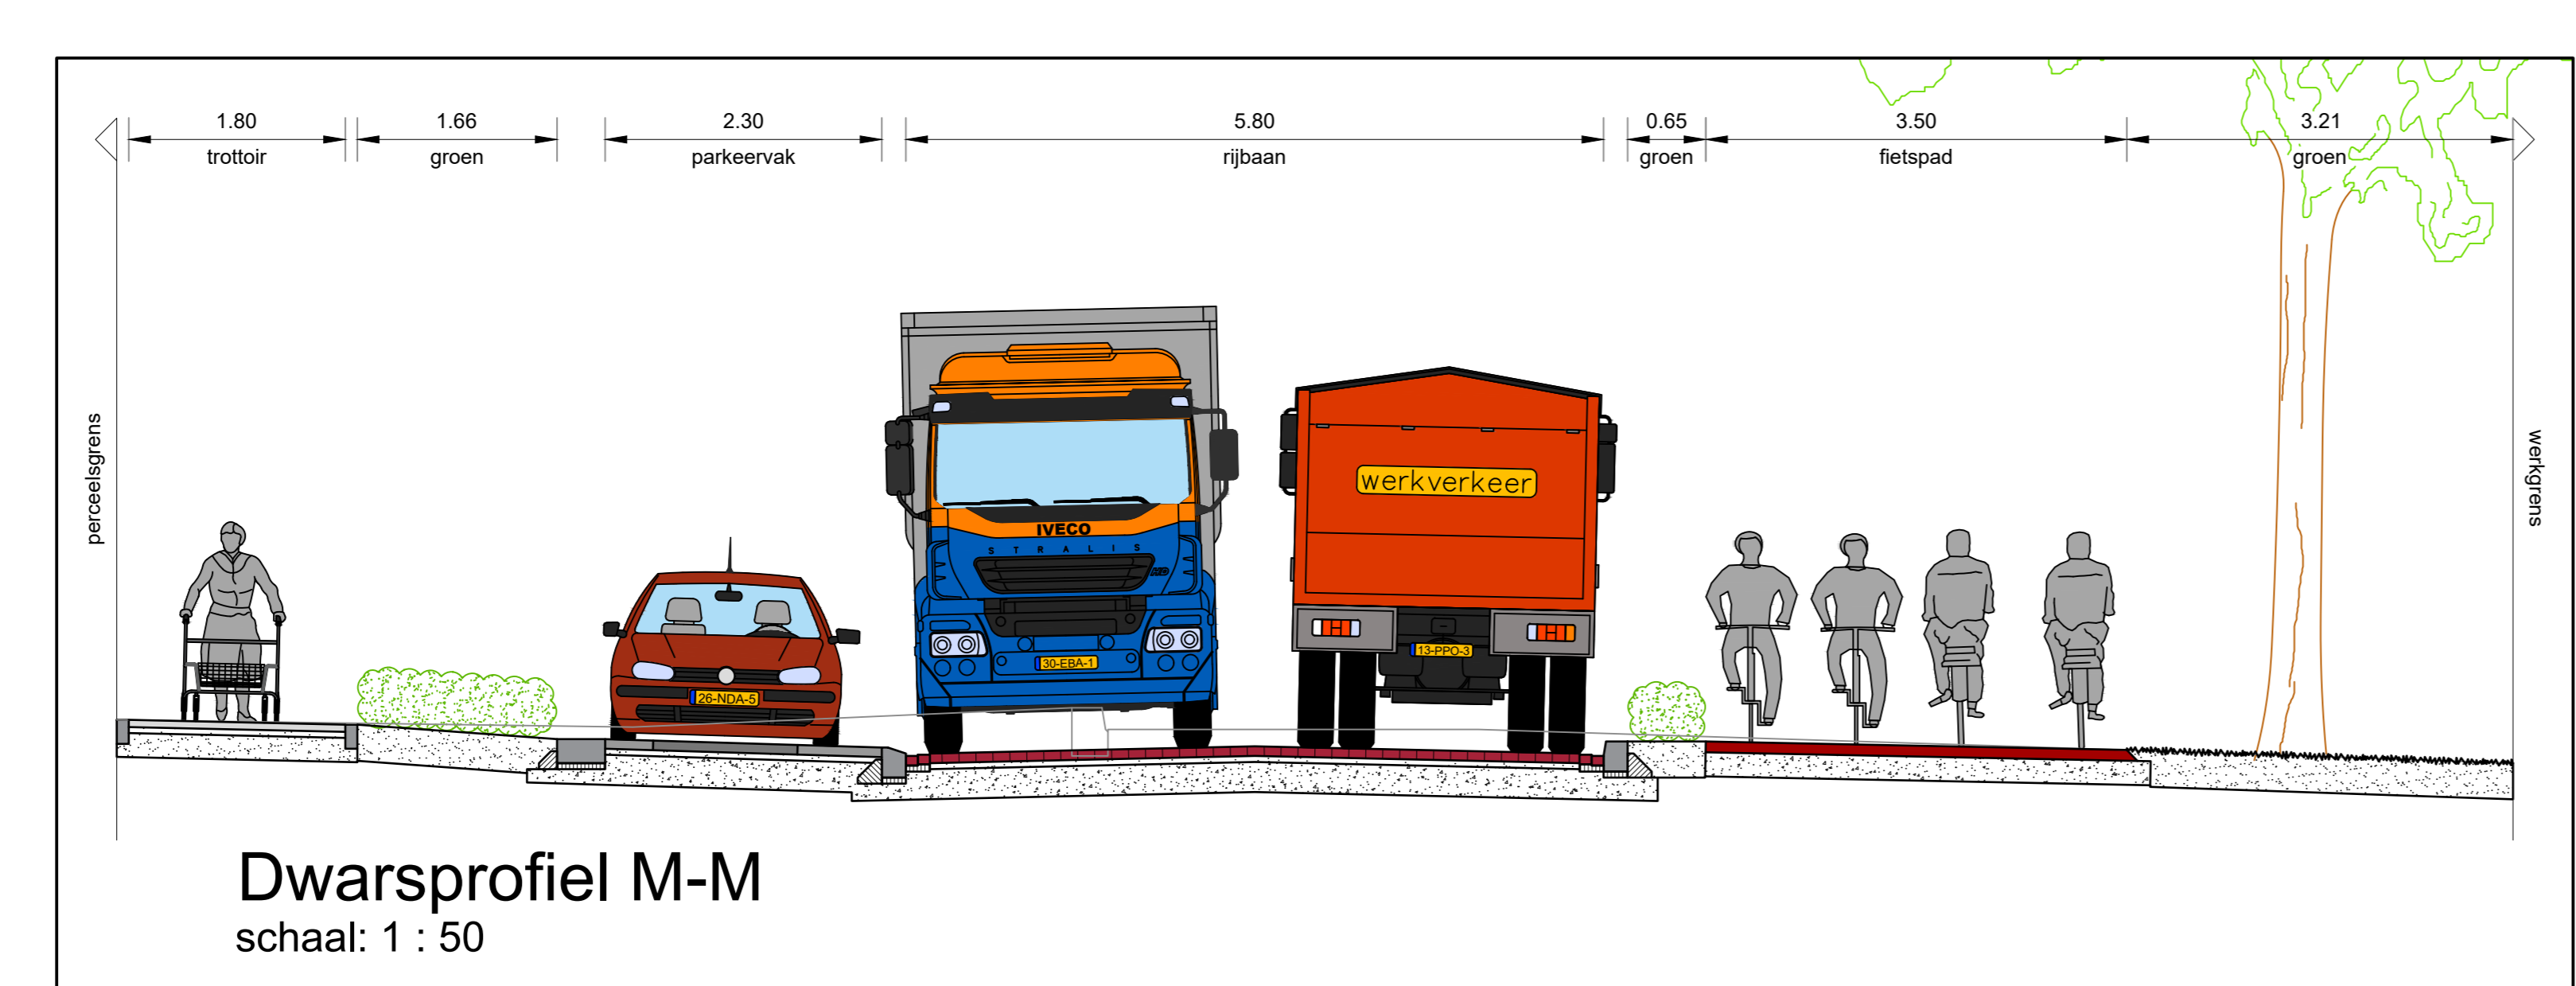 1.80 1.66 2.30 5.80 0.65 3.50 3.21
trottoir groen parkeervak rijbaan groen fietspad groen
perceelsgrens
werkgrens
werkverkeer
IVECO
STRALIS
HD
30-EBA-1
13-PPO-3
26-NDA-5
Dwarsprofiel M-M
schaal: 1 : 50